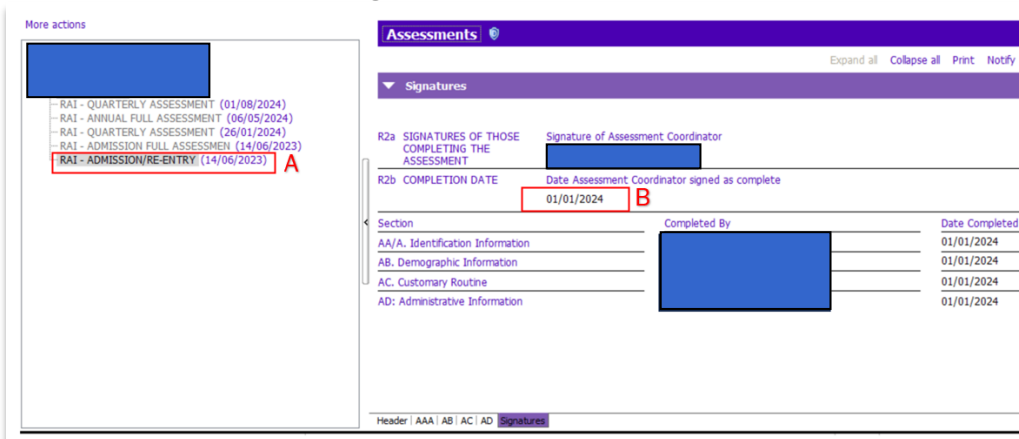 More actions
RAI - QUARTERLY ASSESSMENT (01/08/2024)
RAI - ANNUAL FULL ASSESSMENT (06/05/2024)
RAI - QUARTERLY ASSESSMENT (26/01/2024)
RAI - ADMISSION FULL ASSESSMEN (14/06/2023)
RAI - ADMISSION/RE-ENTRY (14/06/2023)
A
Assessments
Expand all Collapse all Print Notify
Signatures
R2a SIGNATURES OF THOSE COMPLETING THE ASSESSMENT
Signature of Assessment Coordinator
R2b COMPLETION DATE
Date Assessment Coordinator signed as complete
01/01/2024
B
Section Completed By Date Completed
AA/A. Identification Information 01/01/2024
AB. Demographic Information 01/01/2024
AC. Customary Routine 01/01/2024
AD: Administrative Information 01/01/2024
Header | AAA | AB | AC | AD Signatures